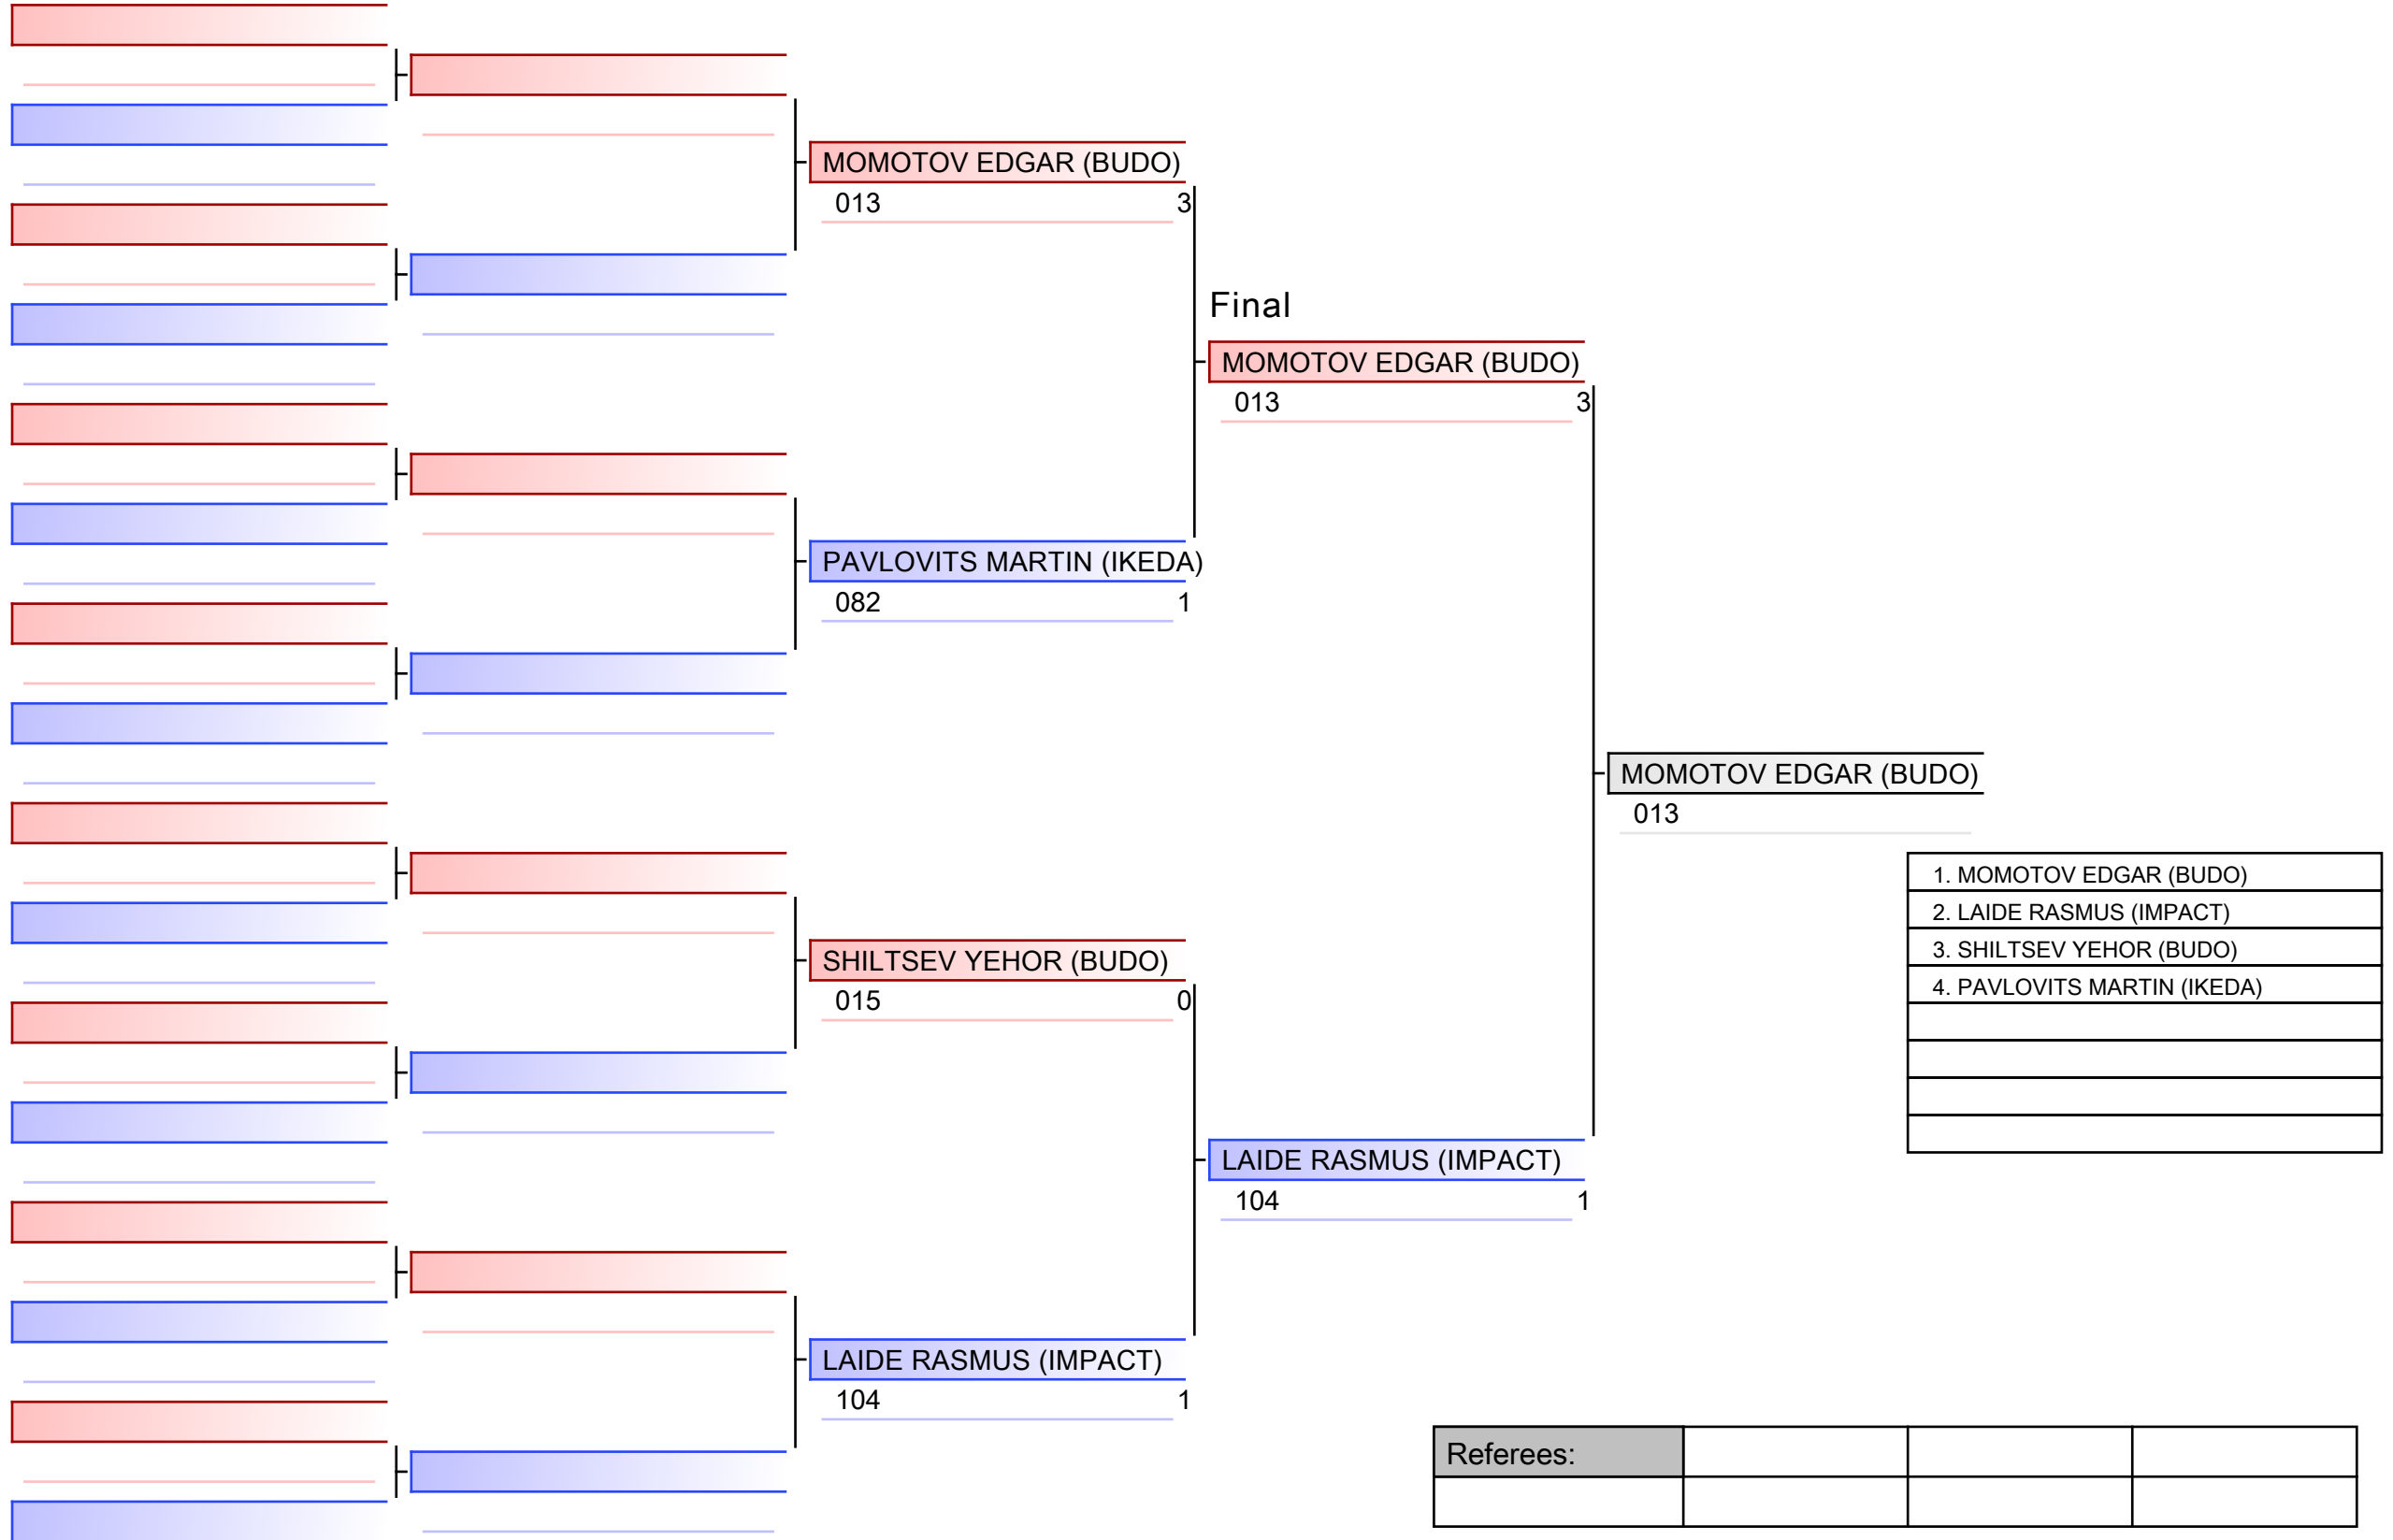 MOMOTOV EDGAR (BUDO)
013 3
Final
MOMOTOV EDGAR (BUDO)
013 3
PAVLOVITS MARTIN (IKEDA)
082 1
MOMOTOV EDGAR (BUDO)
013
1. MOMOTOV EDGAR (BUDO)
2. LAIDE RASMUS (IMPACT)
3. SHILTSEV YEHOR (BUDO)
4. PAVLOVITS MARTIN (IKEDA)
SHILTSEV YEHOR (BUDO)
015 0
LAIDE RASMUS (IMPACT)
104 1
LAIDE RASMUS (IMPACT)
104 1
Referees: